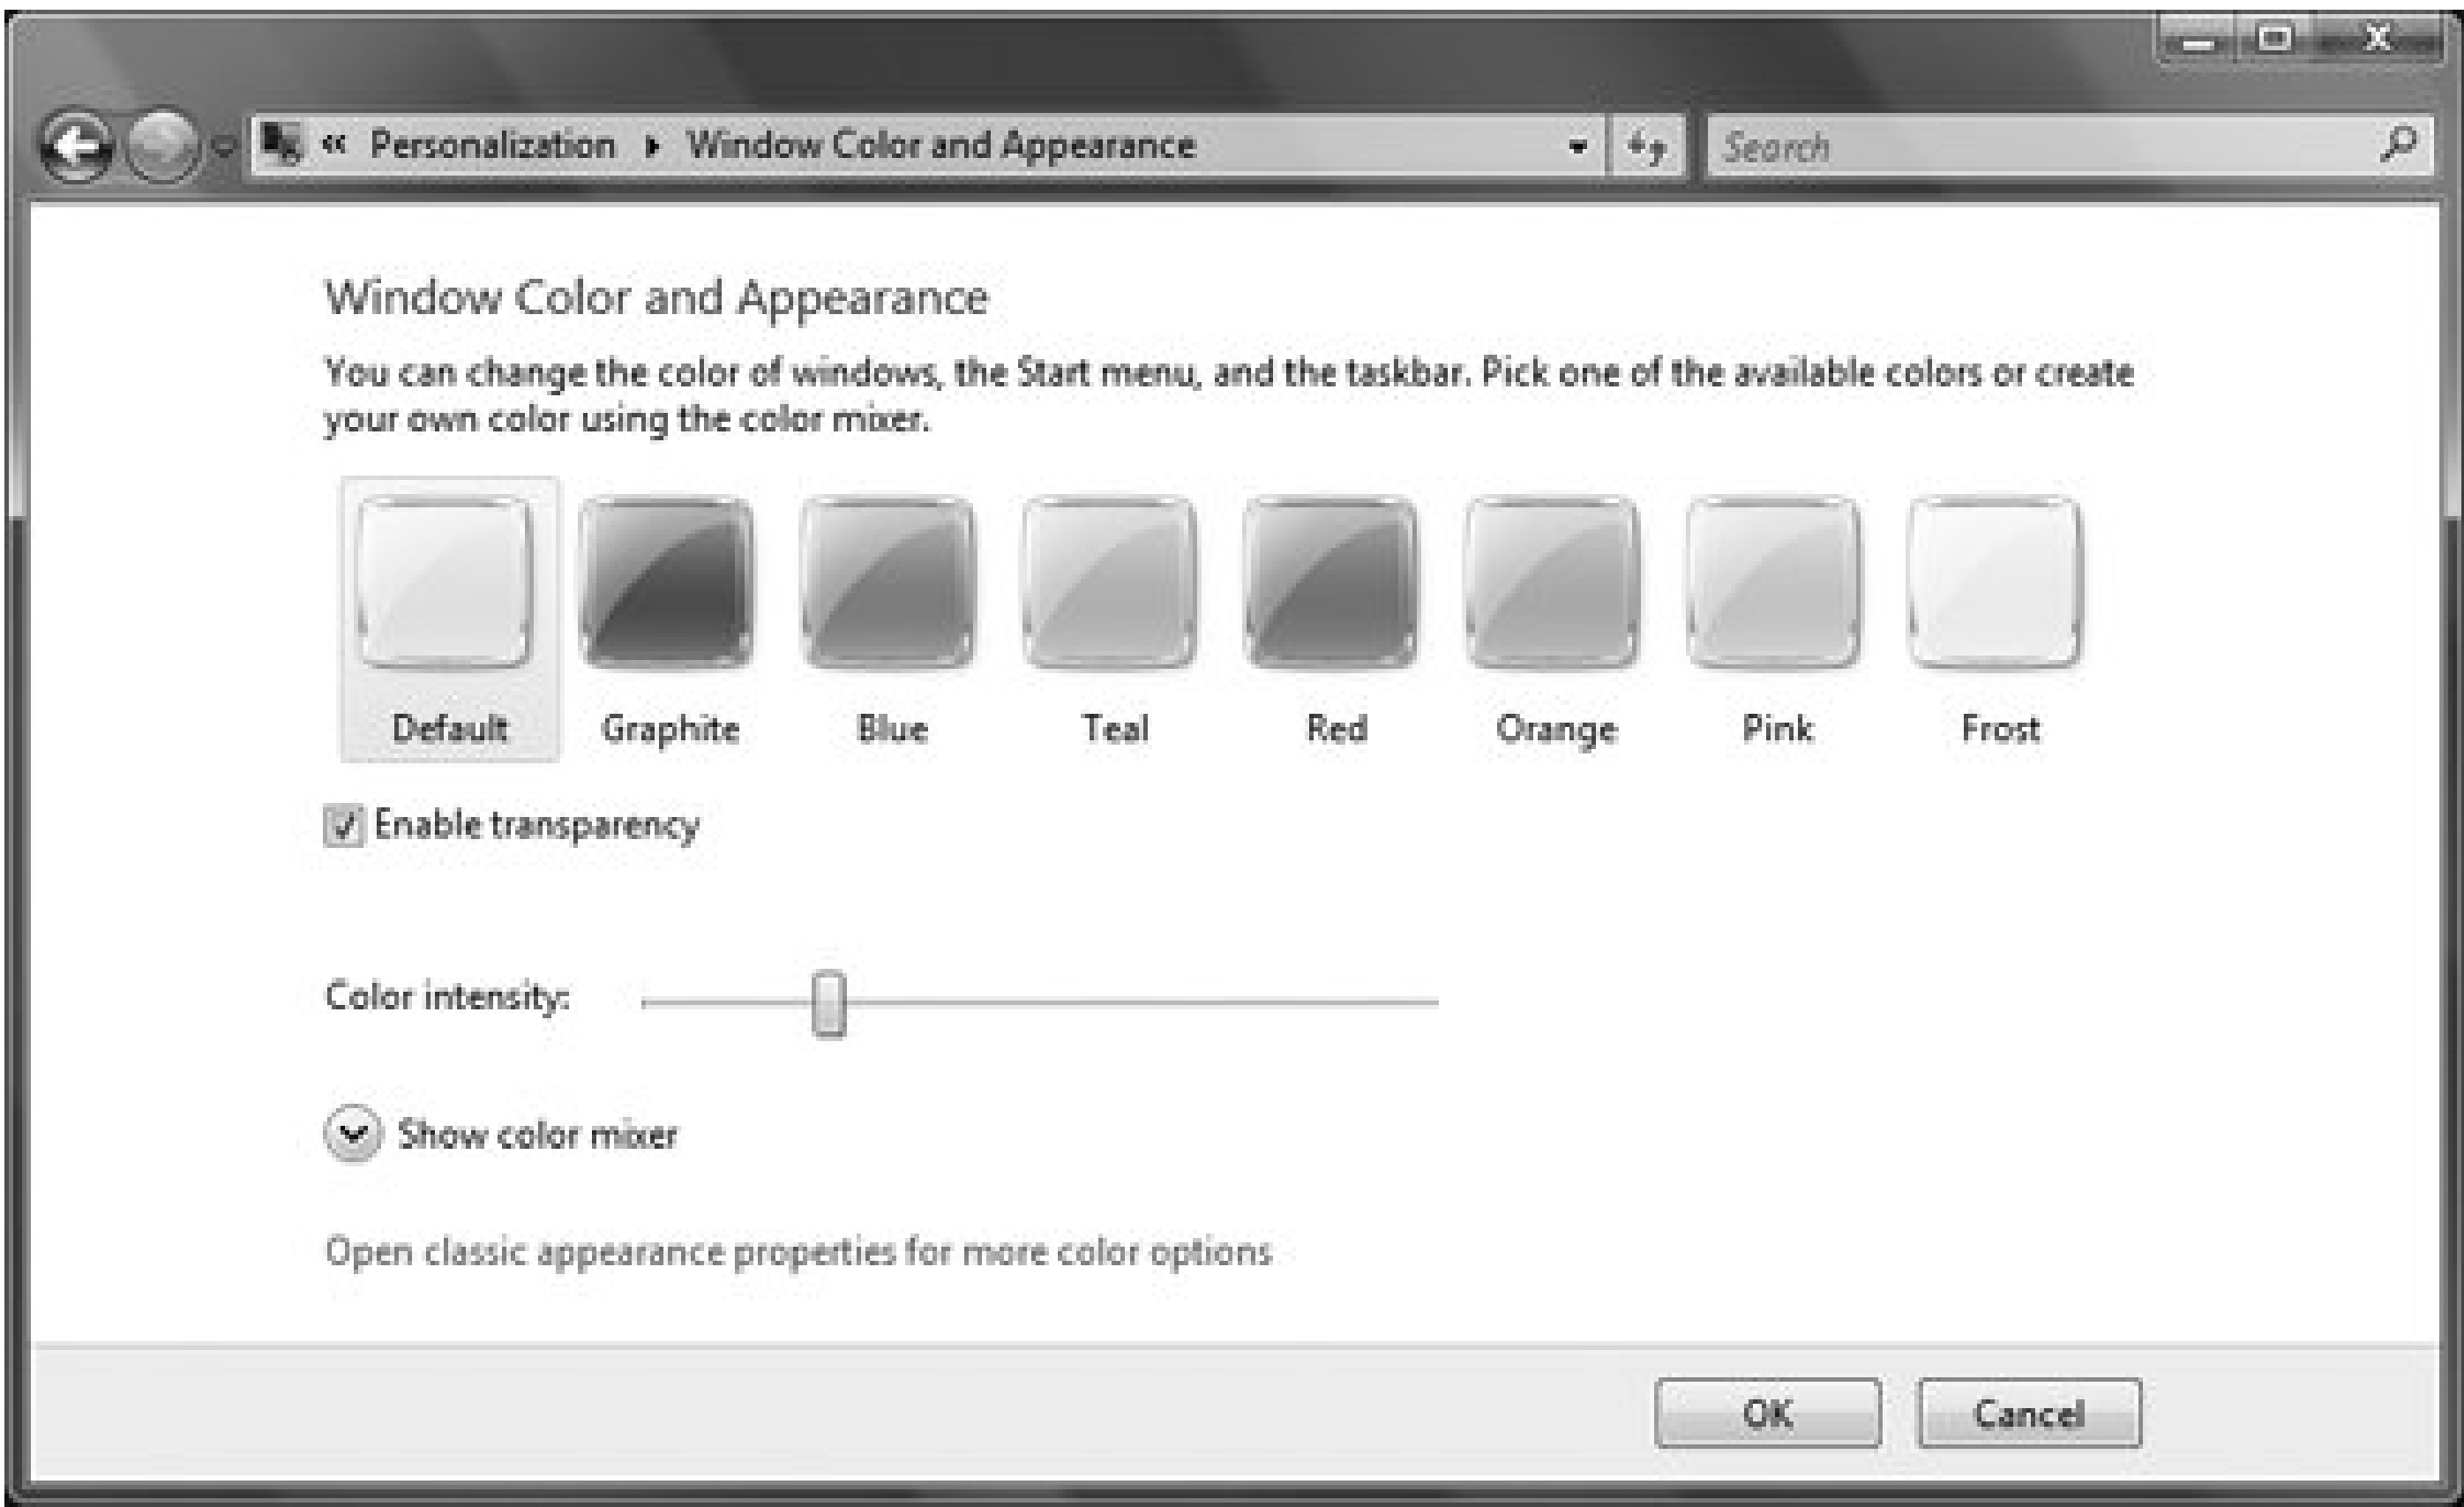 « Personalization ▸ Window Color and Appearance
Search
Window Color and Appearance
You can change the color of windows, the Start menu, and the taskbar. Pick one of the available colors or create
your own color using the color mixer.
Default Graphite Blue Teal Red Orange Pink Frost
Enable transparency
Color intensity:
Show color mixer
Open classic appearance properties for more color options
OK Cancel